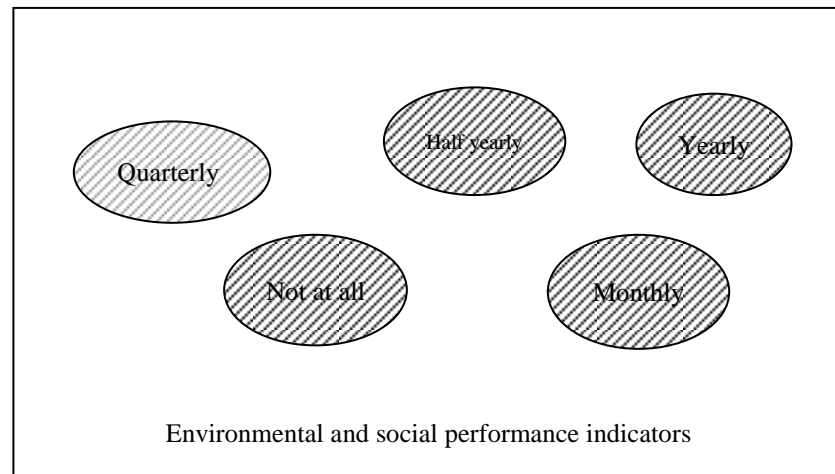 Half yearly
Yearly
Quarterly
Not at all
Monthly
Environmental and social performance indicators